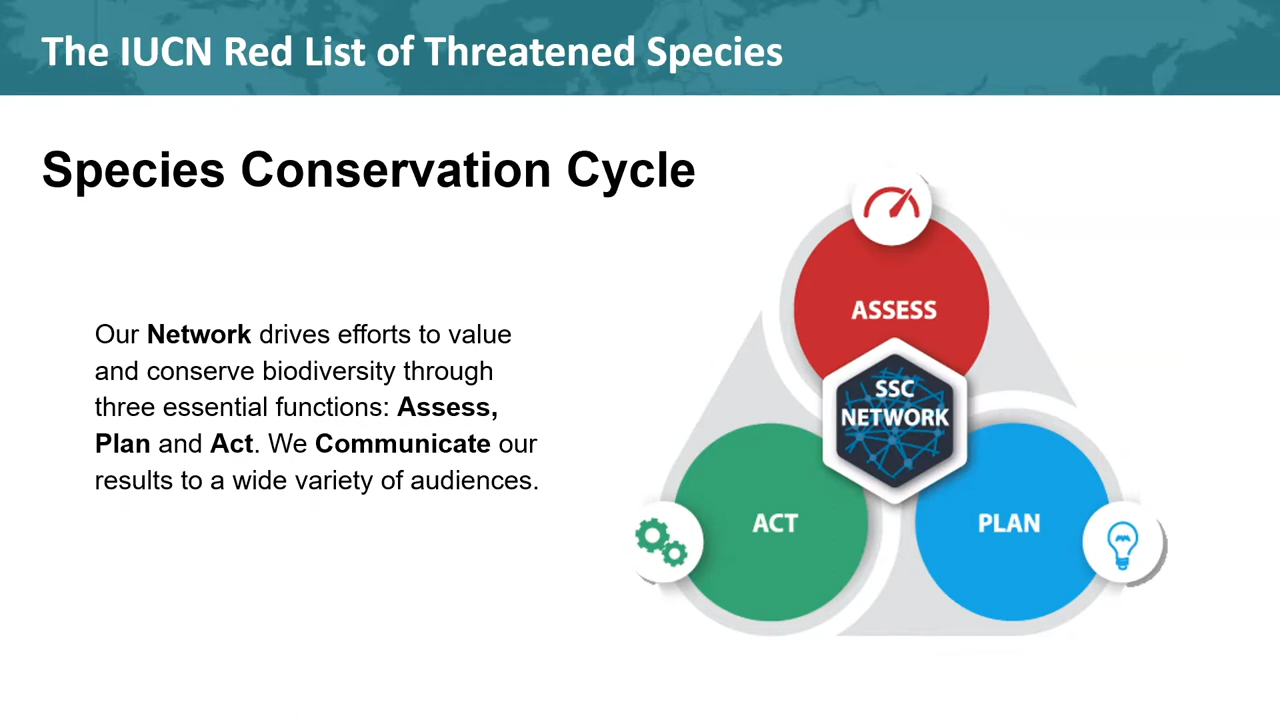 The IUCN Red List of Threatened Species
Species Conservation Cycle
Our Network drives efforts to value
and conserve biodiversity through
three essential functions: Assess,
Plan and Act. We Communicate our
results to a wide variety of audiences.
ASSESS
SSC
NETWORK
ACT
PLAN